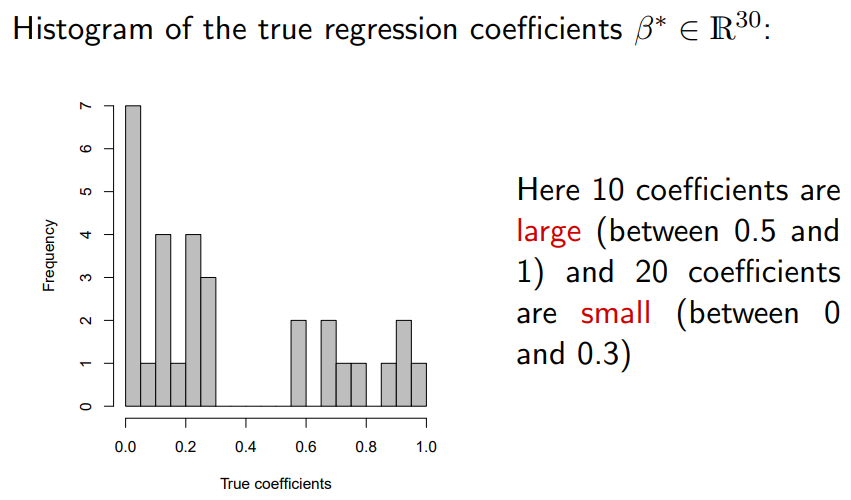 Histogram of the true regression coefficients β* ∈ ℝ³⁰:
7
6
5
4
3
2
1
0
Frequency
0.0 0.2 0.4 0.6 0.8 1.0
True coefficients
Here 10 coefficients are
large (between 0.5 and
1) and 20 coefficients
are small (between 0
and 0.3)